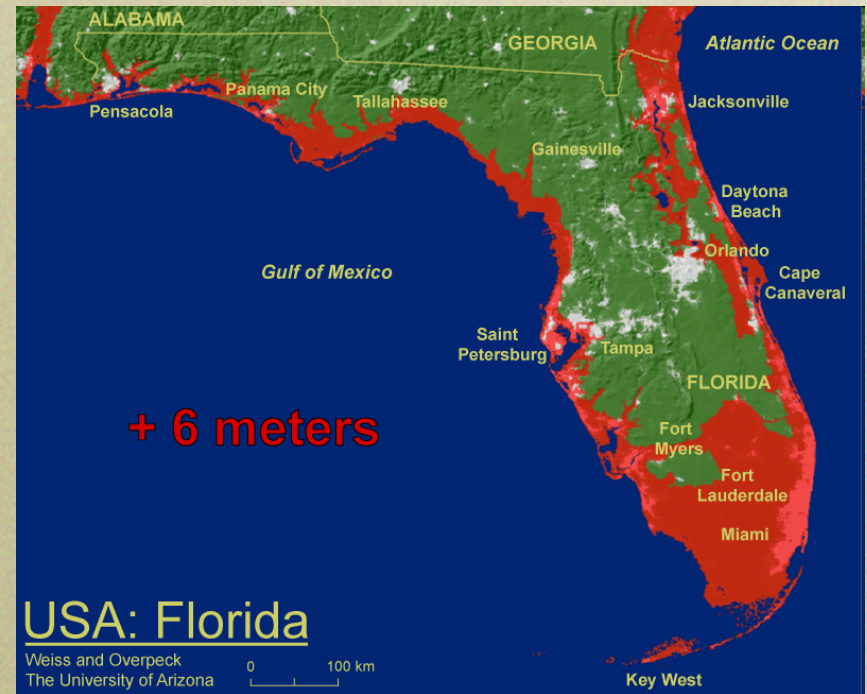 ALABAMA
GEORGIA
Atlantic Ocean
Pensacola
Panama City
Tallahassee
Jacksonville
Gainesville
Daytona
Beach
Orlando
Gulf of Mexico
Cape
Canaveral
Saint
Petersburg
Tampa
FLORIDA
+ 6 meters
Fort
Myers
Fort
Lauderdale
Miami
USA: Florida
Weiss and Overpeck
The University of Arizona
0 100 km
Key West